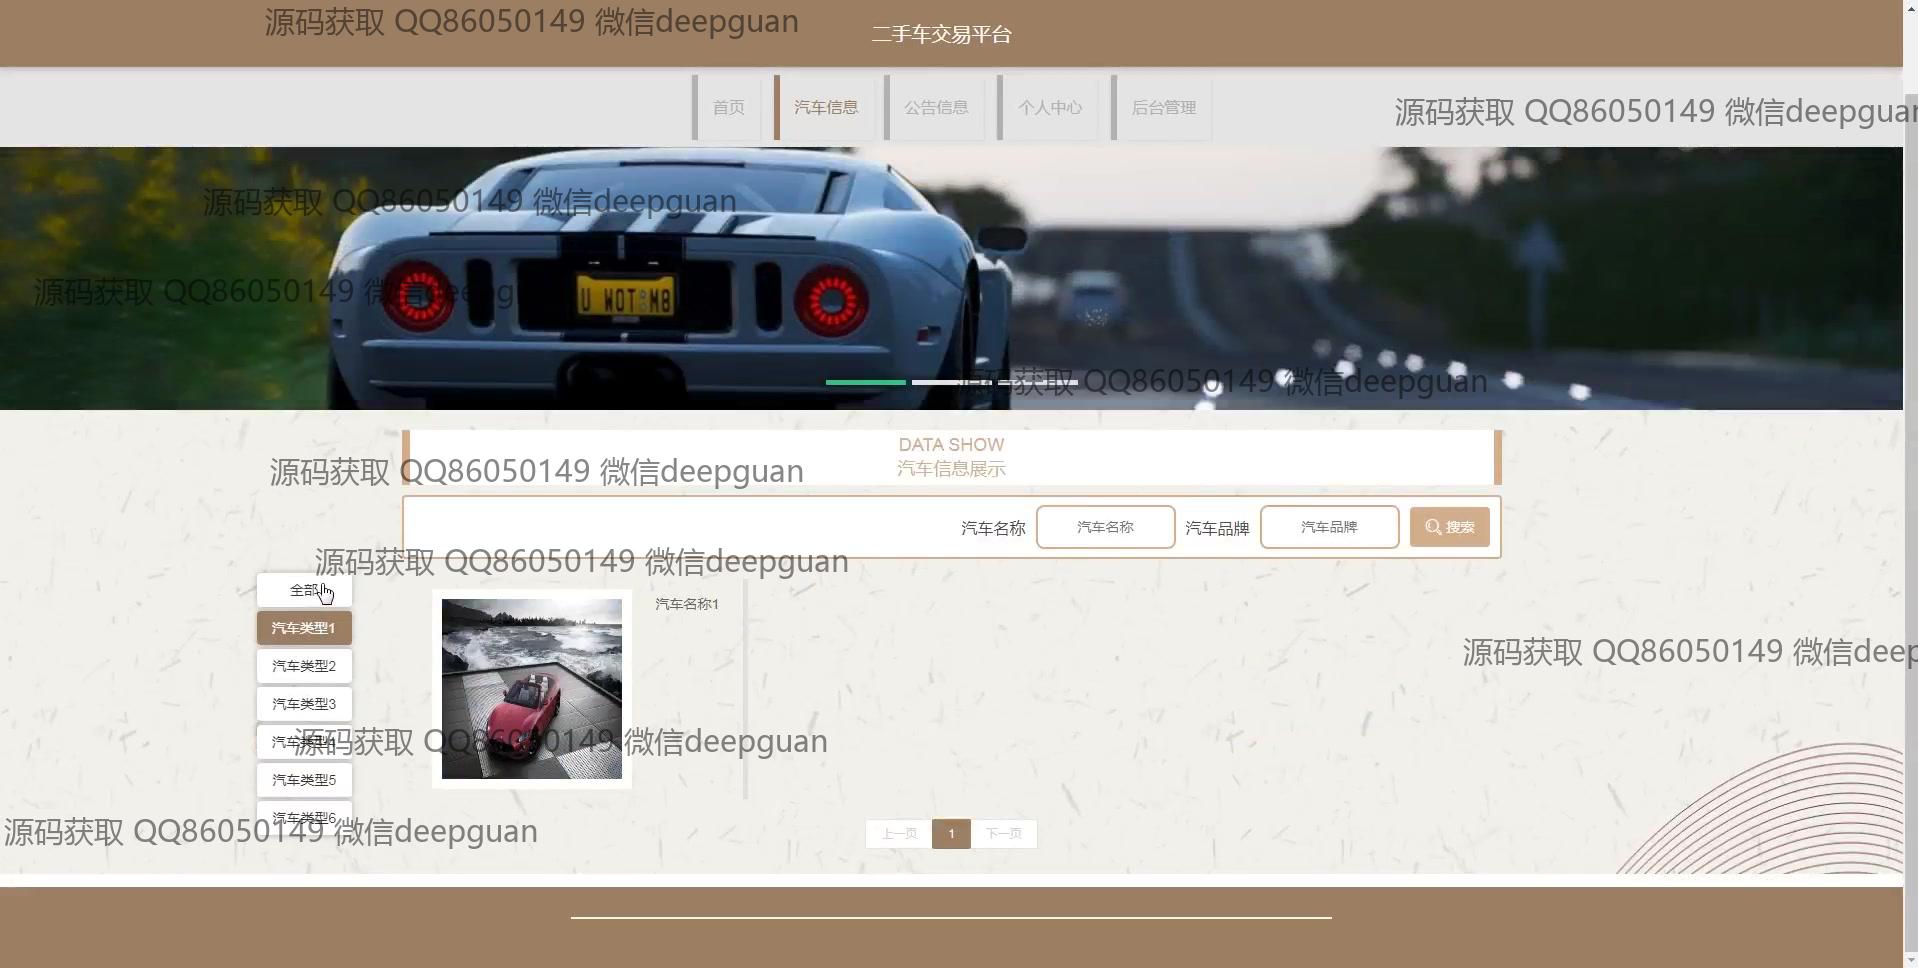 源码获取 QQ86050149 微信deepguan
二手车交易平台
首页
汽车信息
公告信息
个人中心
后台管理
源码获取 QQ86050149 微信deepguan
源码获取 QQ86050149 微信deepguan
源码获取 QQ86050149 微信deepguan
U WOT M8
源码获取 QQ86050149 微信deepguan
DATA SHOW
汽车信息展示
源码获取 QQ86050149 微信deepguan
汽车名称
汽车名称
汽车品牌
汽车品牌
搜索
源码获取 QQ86050149 微信deepguan
全部
汽车名称1
汽车类型1
源码获取 QQ86050149 微信deep
汽车类型2
汽车类型3
汽车类型4
源码获取 QQ86050149 微信deepguan
汽车类型5
汽车类型6
源码获取 QQ86050149 微信deepguan
上一页
1
下一页